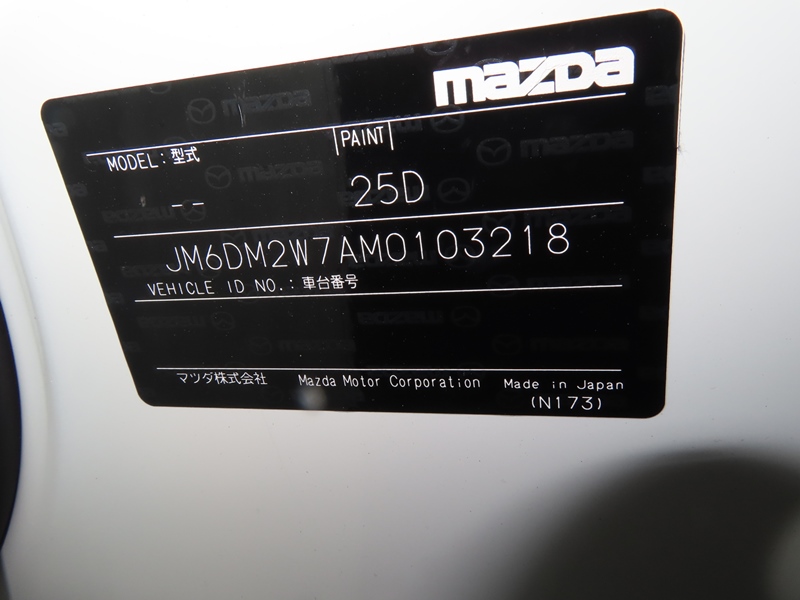 mazda
MODEL:型式 PAINT
-- 25D
JM6DM2W7AM0103218
VEHICLE ID NO.:車台番号
マツダ株式会社 Mazda Motor Corporation Made in Japan
(N173)